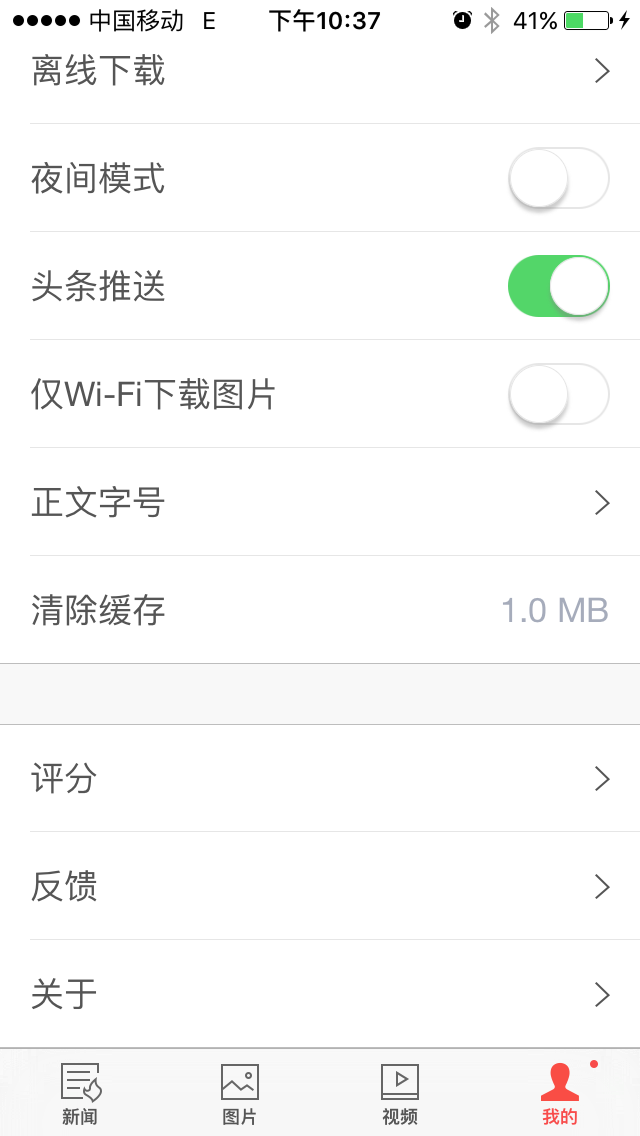 中国移动 E 下午10:37 41%
离线下载
夜间模式
头条推送
仅Wi-Fi下载图片
正文字号
清除缓存 1.0 MB
评分
反馈
关于
新闻 图片 视频 我的